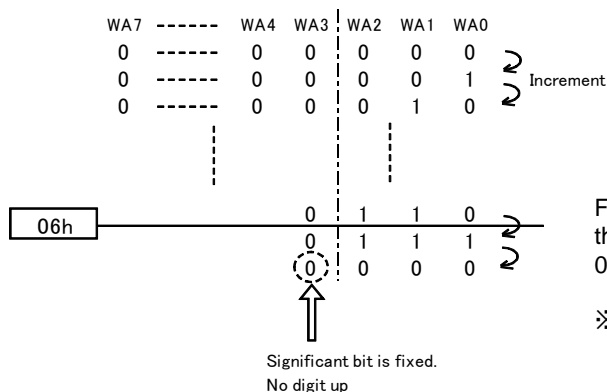 WA7 ------ WA4 WA3 WA2 WA1 WA0
0 ------ 0 0 0 0 0
0 ------ 0 0 0 0 1
Increment
0 ------ 0 0 0 1 0
0 1 1 0
06h
0 1 1 1
0 0 0 0
F
th
0
※
Significant bit is fixed.
No digit up